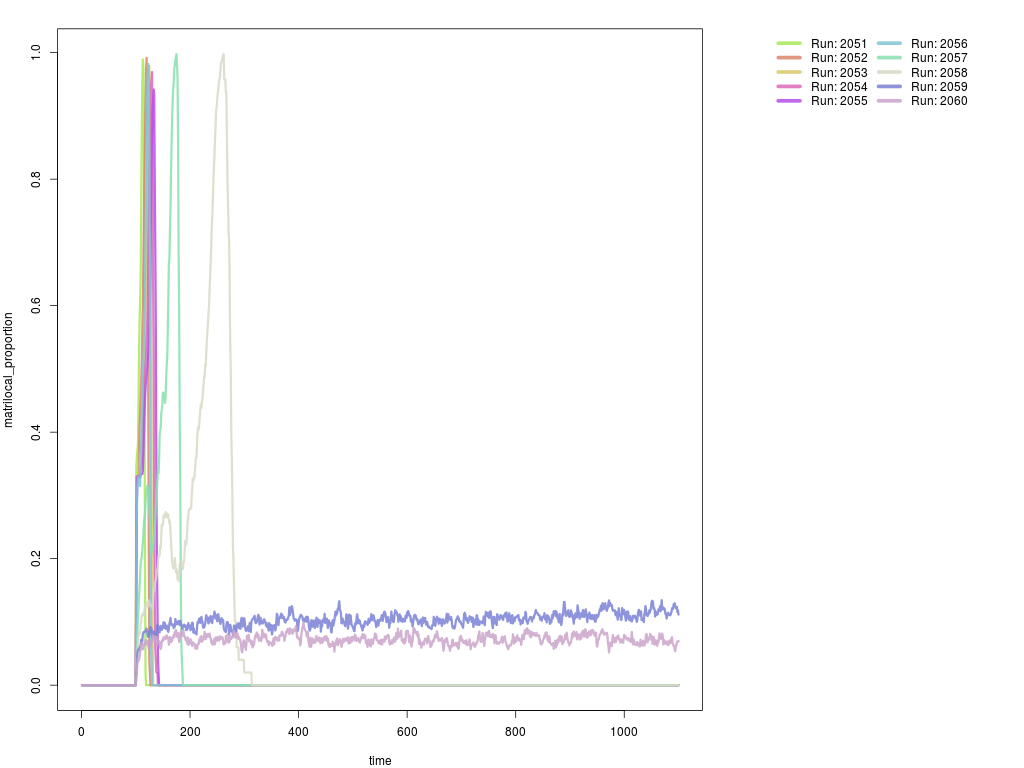 Run: 2051 Run: 2056
Run: 2052 Run: 2057
Run: 2053 Run: 2058
Run: 2054 Run: 2059
Run: 2055 Run: 2060
1.0
0.8
0.6
0.4
0.2
0.0
matrilocal_proportion
0 200 400 600 800 1000
time